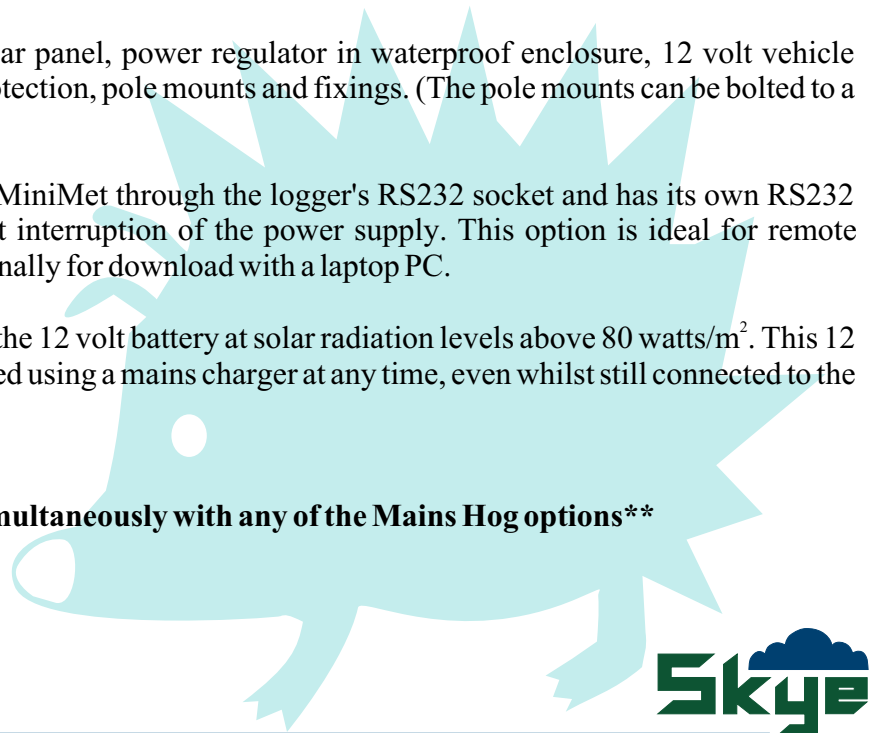 ar panel, power regulator in waterproof enclosure, 12 volt vehicle
otection, pole mounts and fixings. (The pole mounts can be bolted to a
MiniMet through the logger's RS232 socket and has its own RS232
t interruption of the power supply. This option is ideal for remote
nally for download with a laptop PC.
the 12 volt battery at solar radiation levels above 80 watts/m². This 12
ed using a mains charger at any time, even whilst still connected to the
multaneously with any of the Mains Hog options**
Skye